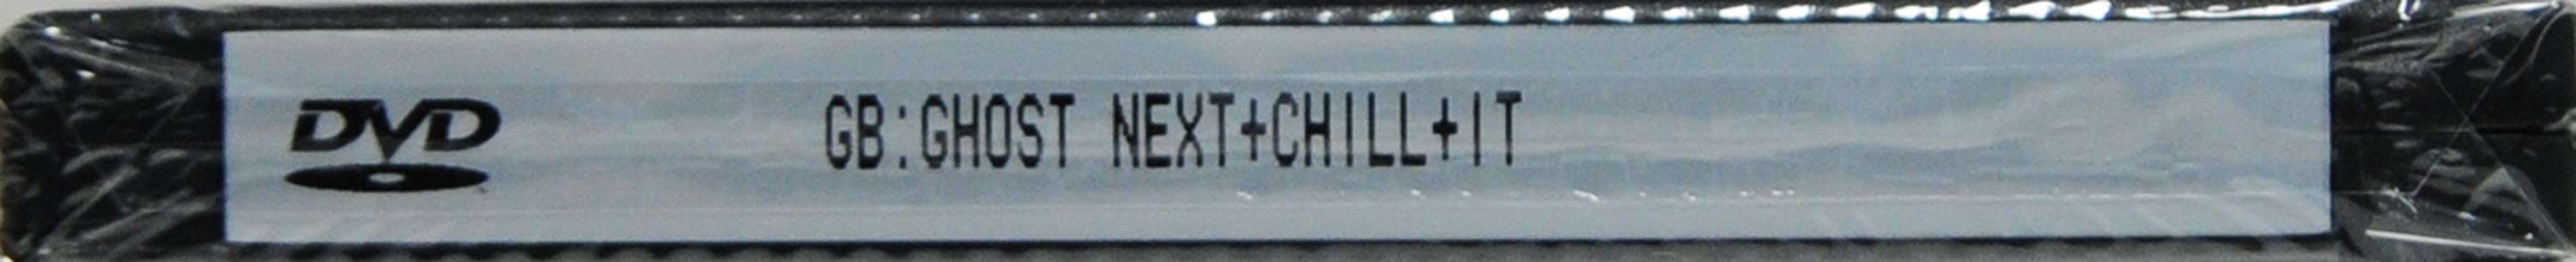 DVD
GB:GHOST NEXT+CHILL+IT